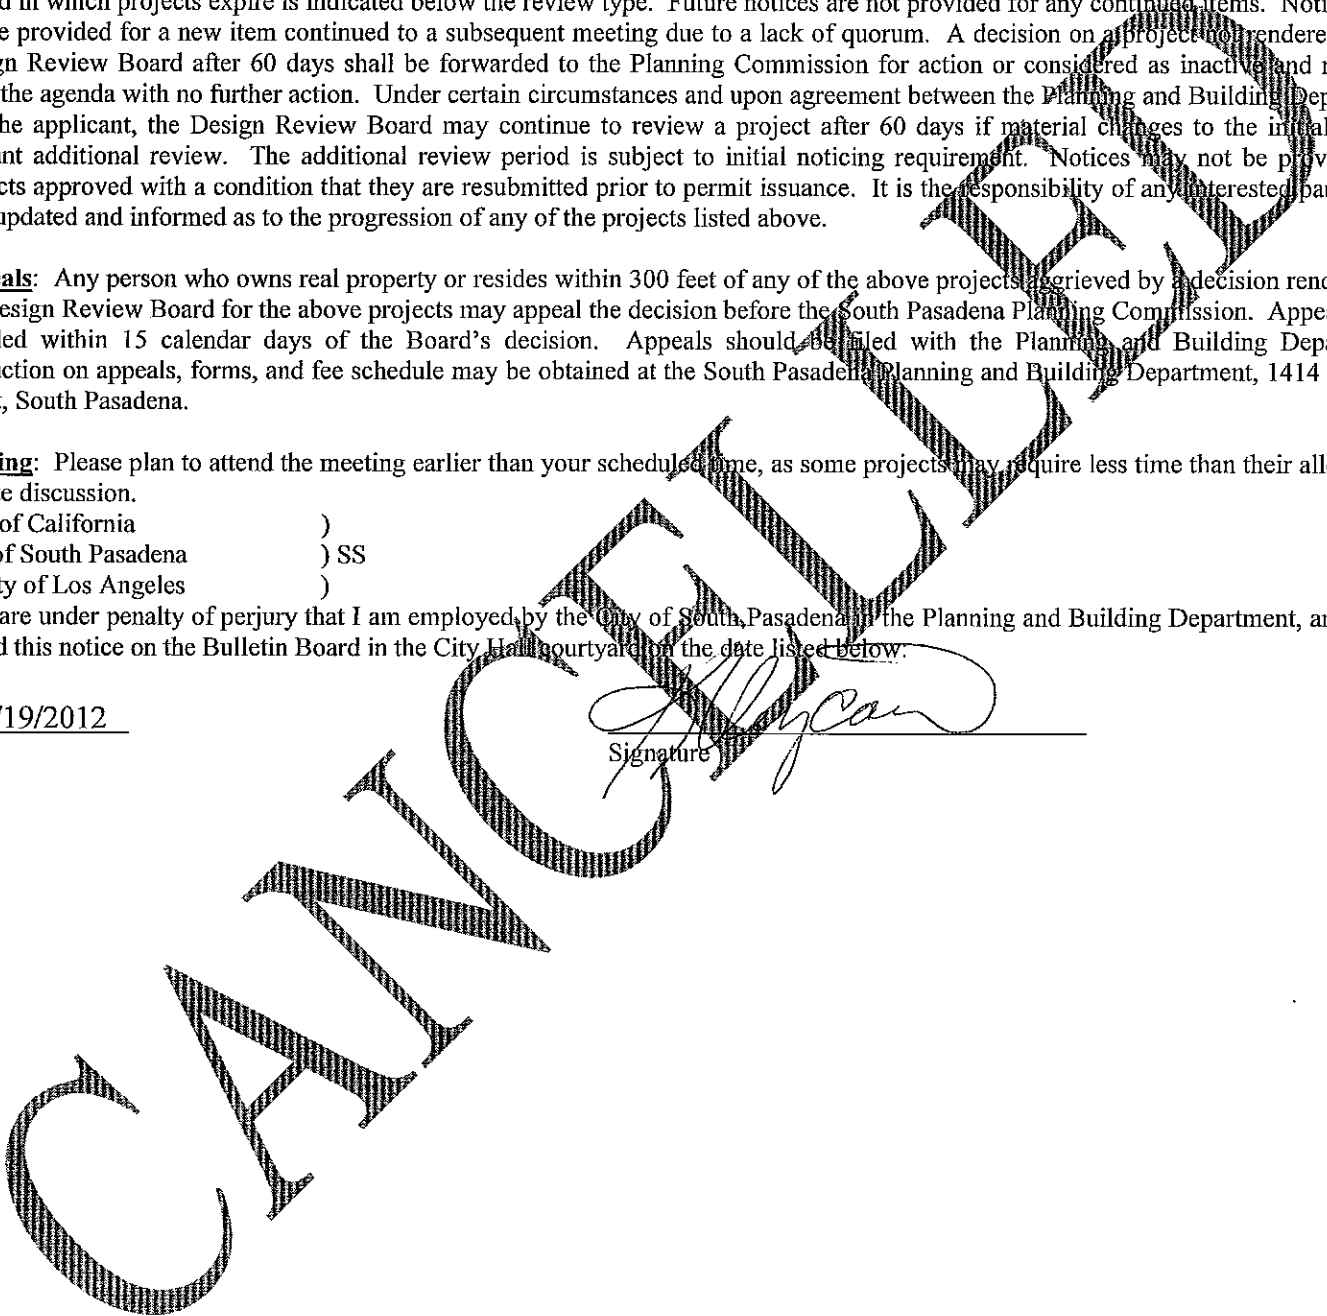 d in which projects expire is indicated below the review type. Future notices are not provided for any continued items. Noti
e provided for a new item continued to a subsequent meeting due to a lack of quorum. A decision on a project not rendere
gn Review Board after 60 days shall be forwarded to the Planning Commission for action or considered as inactive and r
the agenda with no further action. Under certain circumstances and upon agreement between the Planning and Building Dep
he applicant, the Design Review Board may continue to review a project after 60 days if material changes to the initial
nt additional review. The additional review period is subject to initial noticing requirement. Notices may not be prov
cts approved with a condition that they are resubmitted prior to permit issuance. It is the responsibility of any interested par
updated and informed as to the progression of any of the projects listed above.
als: Any person who owns real property or resides within 300 feet of any of the above projects aggrieved by a decision rend
esign Review Board for the above projects may appeal the decision before the South Pasadena Planning Commission. Appe
led within 15 calendar days of the Board's decision. Appeals should be filed with the Planning and Building Depa
ction on appeals, forms, and fee schedule may be obtained at the South Pasadena Planning and Building Department, 1414
t, South Pasadena.
ing: Please plan to attend the meeting earlier than your scheduled time, as some projects may require less time than their all
te discussion.
of California )
of South Pasadena ) SS
ty of Los Angeles )
are under penalty of perjury that I am employed by the City of South Pasadena in the Planning and Building Department, an
d this notice on the Bulletin Board in the City Hall courtyard on the date listed below:
/19/2012
Signature
CANCELLED